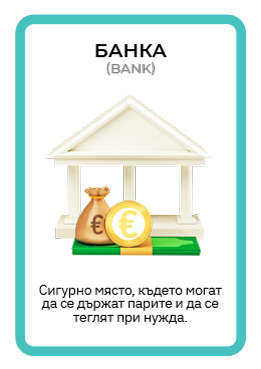 БАНКА
(BANK)
€ €
Сигурно място, където могат
да се държат парите и да се
теглят при нужда.